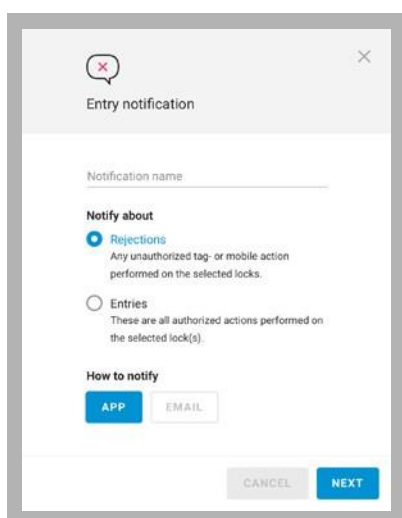 Entry notification
Notification name
Notify about
Rejections
Any unauthorized tag- or mobile action
performed on the selected locks.
Entries
These are all authorized actions performed on
the selected lock(s).
How to notify
APP EMAIL
CANCEL NEXT